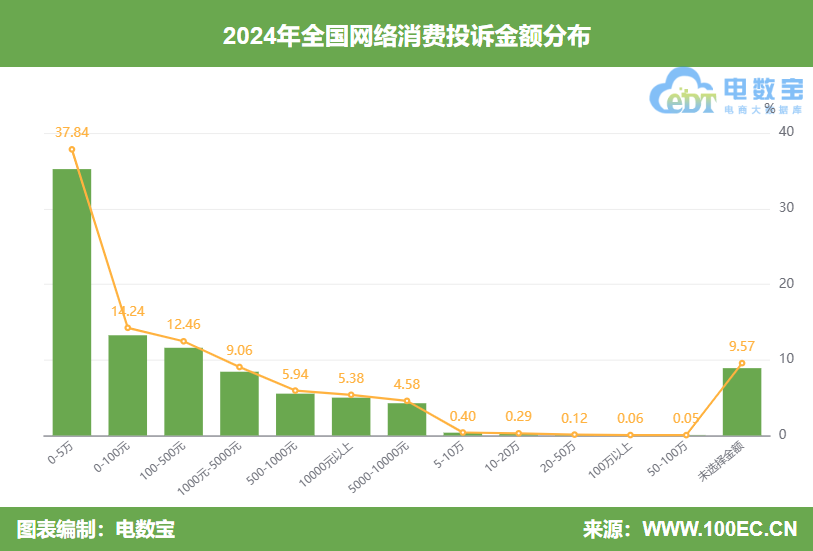 2024年全国网络消费投诉金额分布
eDT 电数宝
电商大数据库
%
40
30
20
10
0
37.84
14.24
12.46
9.06
5.94
5.38
4.58
0.40
0.29
0.12
0.06
0.05
9.57
0-5万
0-100元
100-500元
1000元-5000元
500-1000元
10000元以上
5000-10000元
5-10万
10-20万
20-50万
100万以上
50-100万
未选择金额
图表编制：电数宝
来源：WWW.100EC.CN